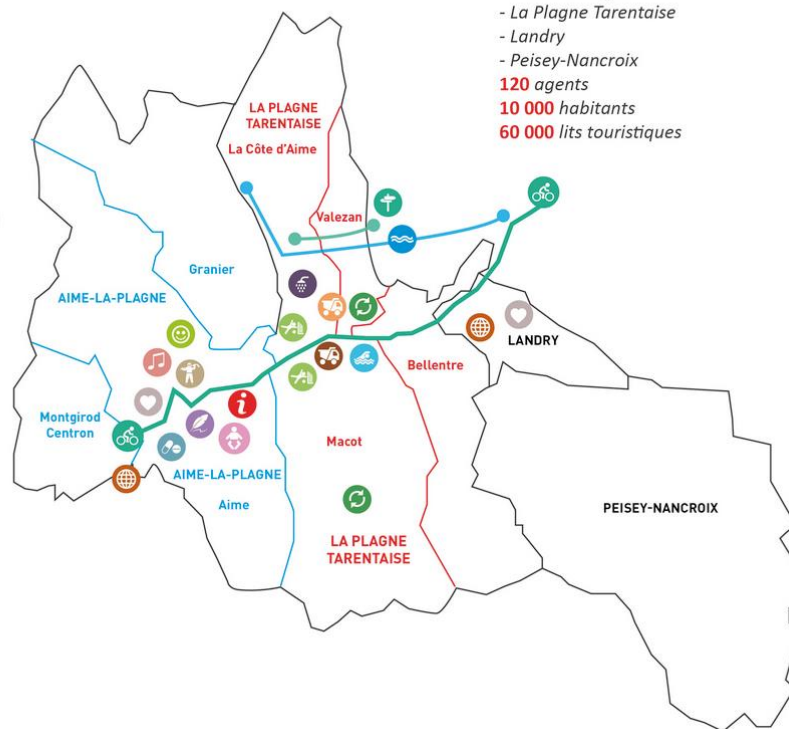 - La Plagne Tarentaise
- Landry
- Peisey-Nancroix
120 agents
10 000 habitants
60 000 lits touristiques
LA PLAGNE
TARENTAISE
La Côte d'Aime
Valezan
Granier
AIME-LA-PLAGNE
LANDRY
Bellentre
Montgirod
Centron
Macot
AIME-LA-PLAGNE
Aime
PEISEY-NANCROIX
LA PLAGNE
TARENTAISE